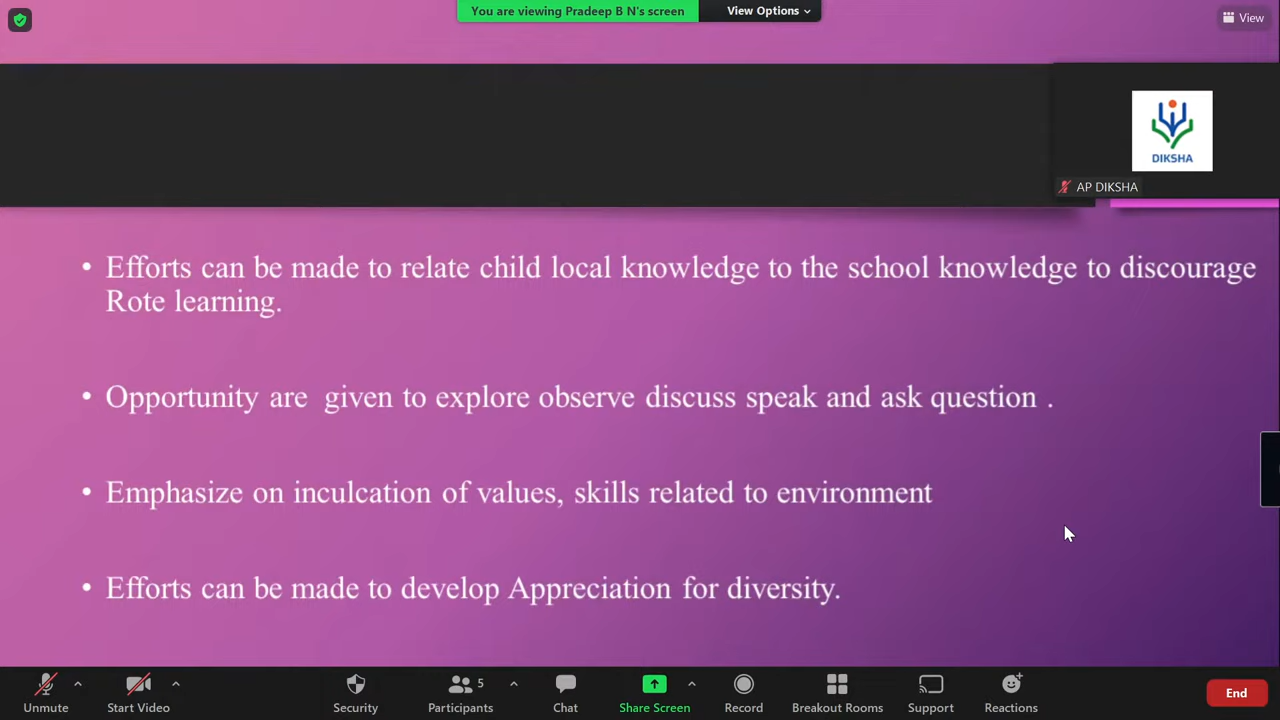 You are viewing Pradeep B N's screen
View Options
View
DIKSHA
AP DIKSHA
• Efforts can be made to relate child local knowledge to the school knowledge to discourage
Rote learning.
• Opportunity are given to explore observe discuss speak and ask question .
• Emphasize on inculcation of values, skills related to environment
• Efforts can be made to develop Appreciation for diversity.
5
Unmute
Start Video
Security
Participants
Chat
Share Screen
Record
Breakout Rooms
Support
Reactions
End